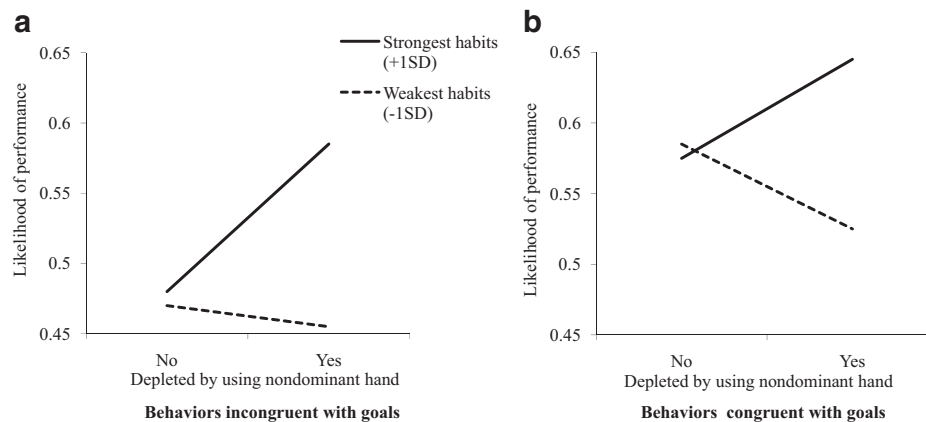 a
Strongest habits
(+1SD)
Weakest habits
(-1SD)
0.65
0.6
0.55
0.5
0.45
Likelihood of performance
No
Yes
Depleted by using nondominant hand
Behaviors incongruent with goals
b
0.65
0.6
0.55
0.5
0.45
Likelihood of performance
No
Yes
Depleted by using nondominant hand
Behaviors congruent with goals